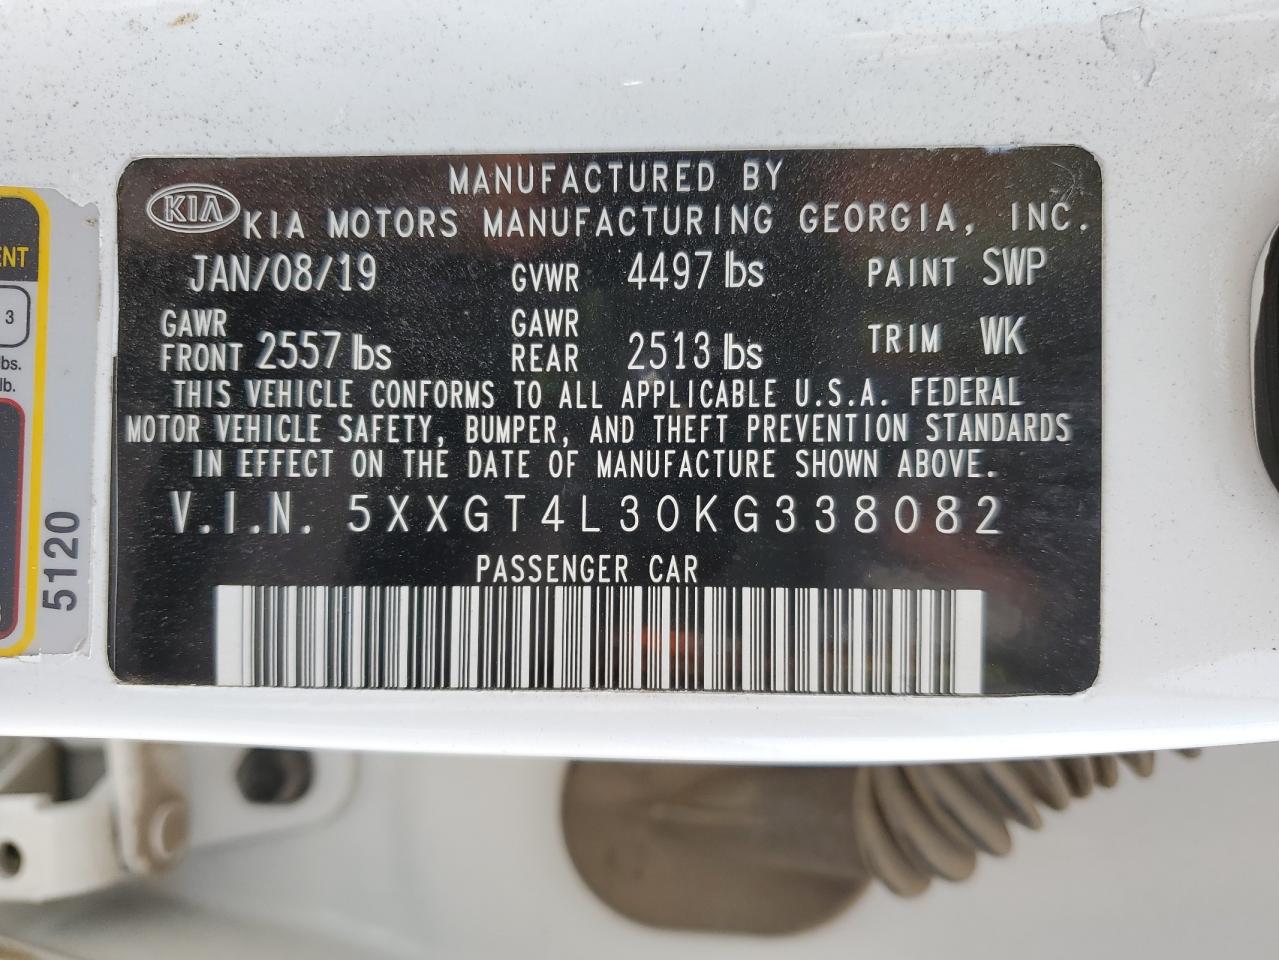 MANUFACTURED BY
KIA KIA MOTORS MANUFACTURING GEORGIA, INC.
JAN/08/19 GVWR 4497 lbs PAINT SWP
GAWR FRONT 2557 lbs GAWR REAR 2513 lbs TRIM WK
THIS VEHICLE CONFORMS TO ALL APPLICABLE U.S.A. FEDERAL
MOTOR VEHICLE SAFETY, BUMPER, AND THEFT PREVENTION STANDARDS
IN EFFECT ON THE DATE OF MANUFACTURE SHOWN ABOVE.
V.I.N. 5XXGT4L30KG338082
PASSENGER CAR
ENT
3
lbs.
lb.
5120